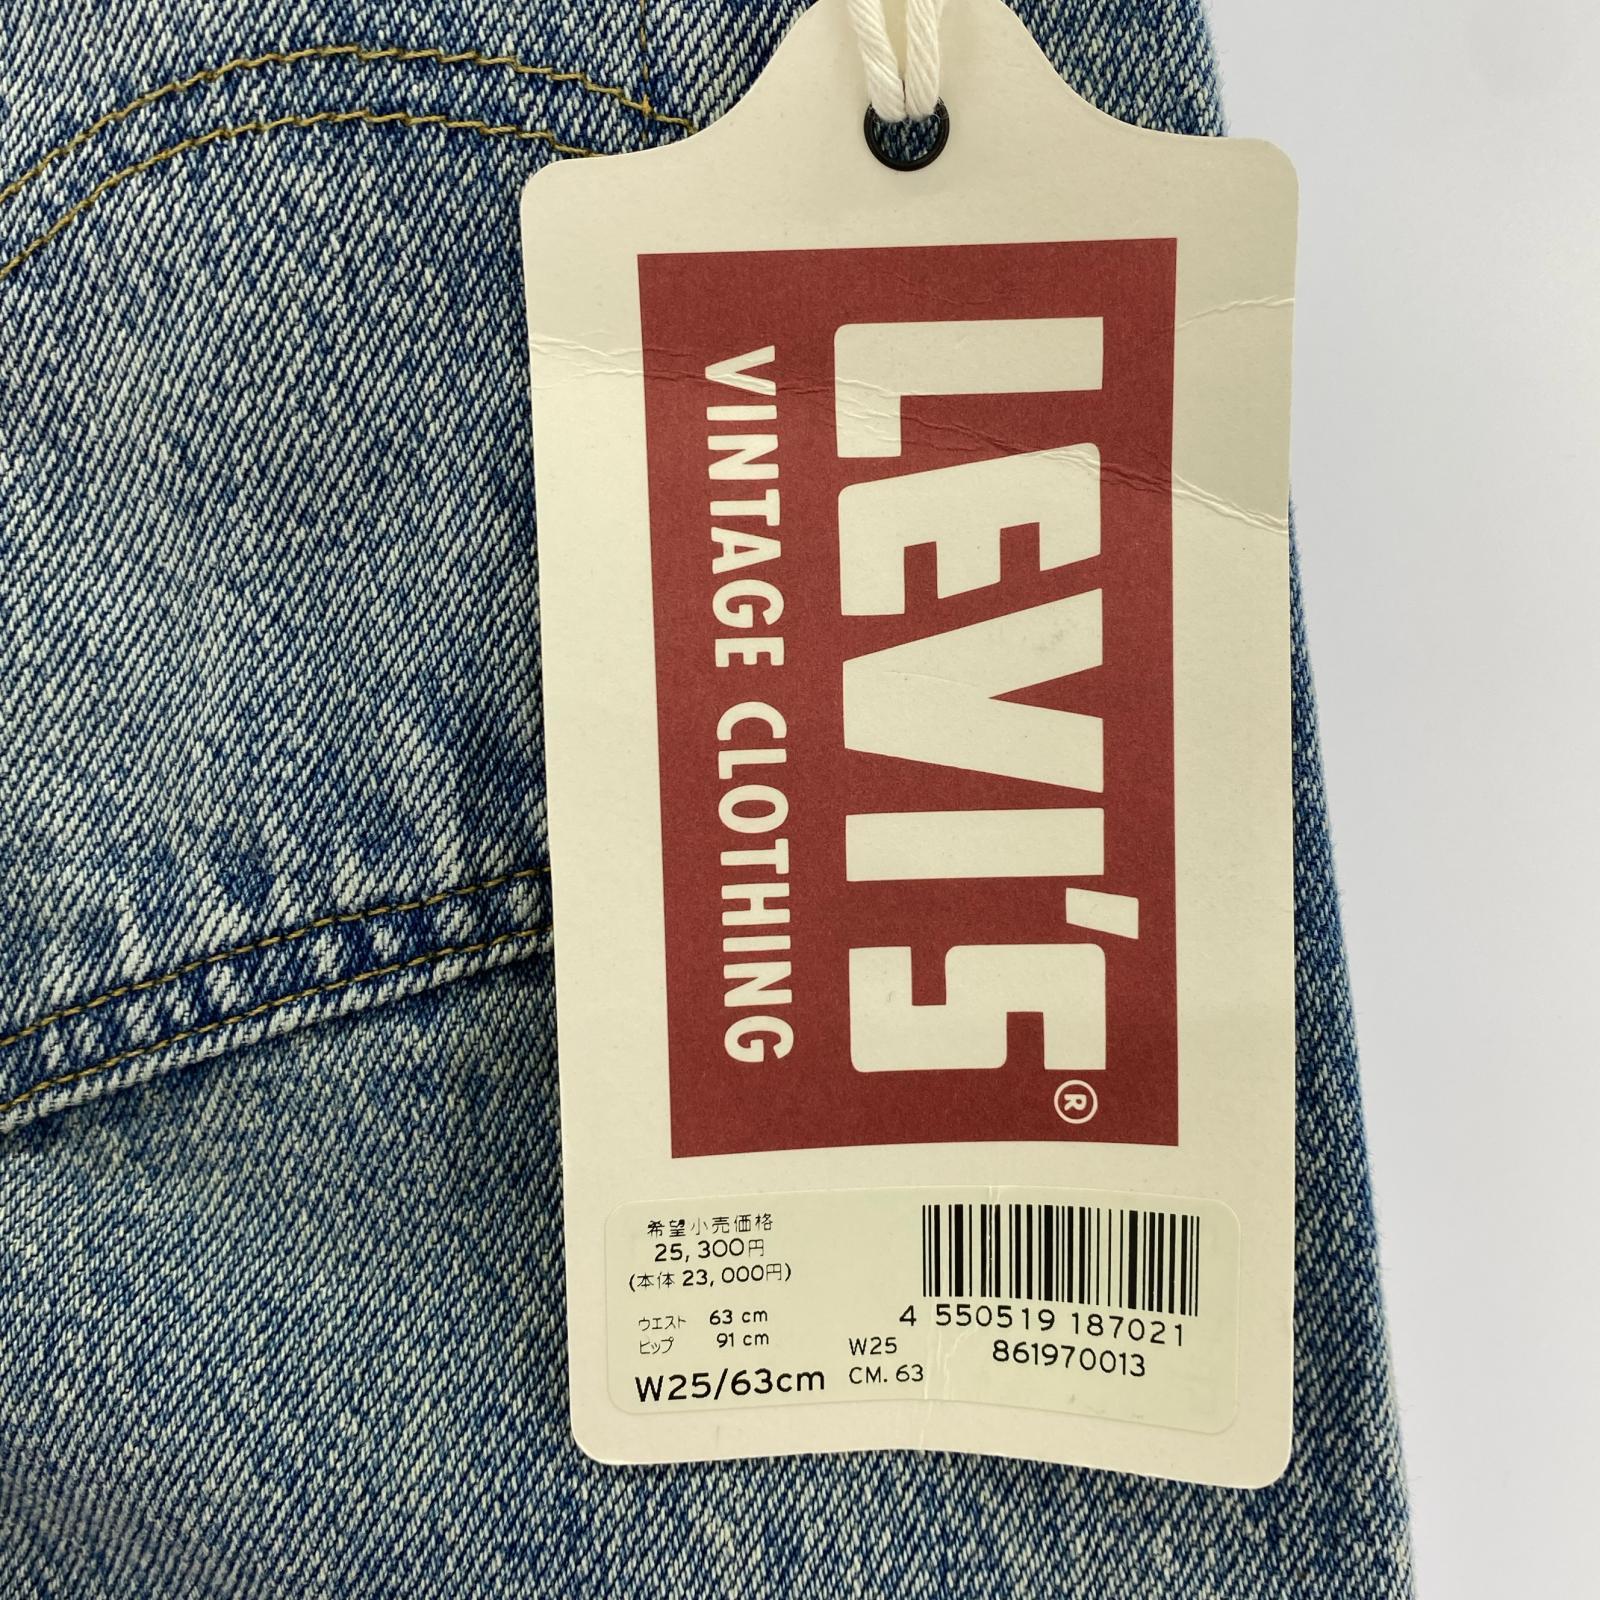 LEVI'S®
VINTAGE CLOTHING
希望小売価格
25,300円
(本体 23,000円)
ウエスト 63 cm
ヒップ 91 cm
W25/63cm
W25
CM. 63
4 550519 187021
861970013